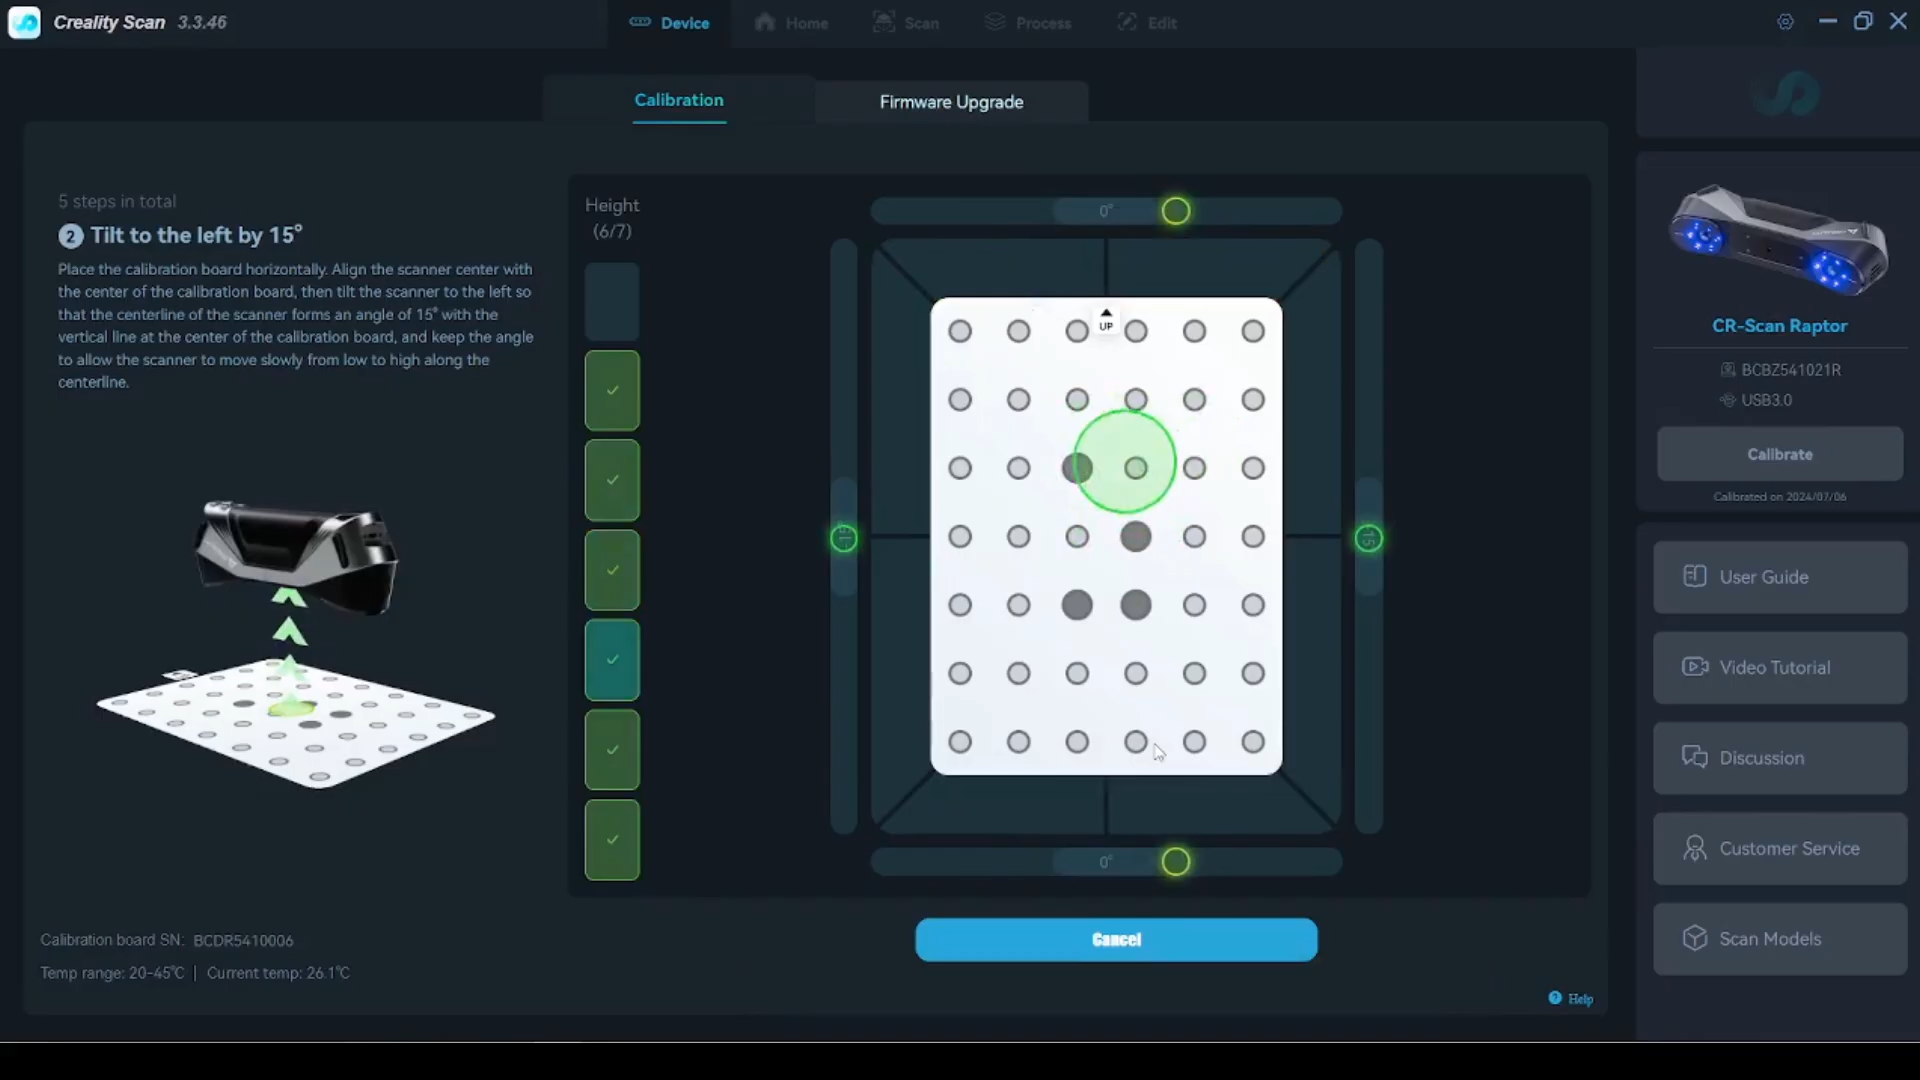 Creality Scan 3.3.46
Device
Home
Scan
Process
Edit
Calibration
Firmware Upgrade
5 steps in total
2 Tilt to the left by 15°
Place the calibration board horizontally. Align the scanner center with
the center of the calibration board, then tilt the scanner to the left so
that the centerline of the scanner forms an angle of 15° with the
vertical line at the center of the calibration board, and keep the angle
to allow the scanner to move slowly from low to high along the
centerline.
Height
(6/7)
0°
UP
15
0°
Calibration board SN: BCDR5410006
Temp range: 20-45℃ | Current temp: 26.1℃
Cancel
? Help
CR-Scan Raptor
BCBZ541021R
USB3.0
Calibrate
Calibrated on 2024/07/06
User Guide
Video Tutorial
Discussion
Customer Service
Scan Models